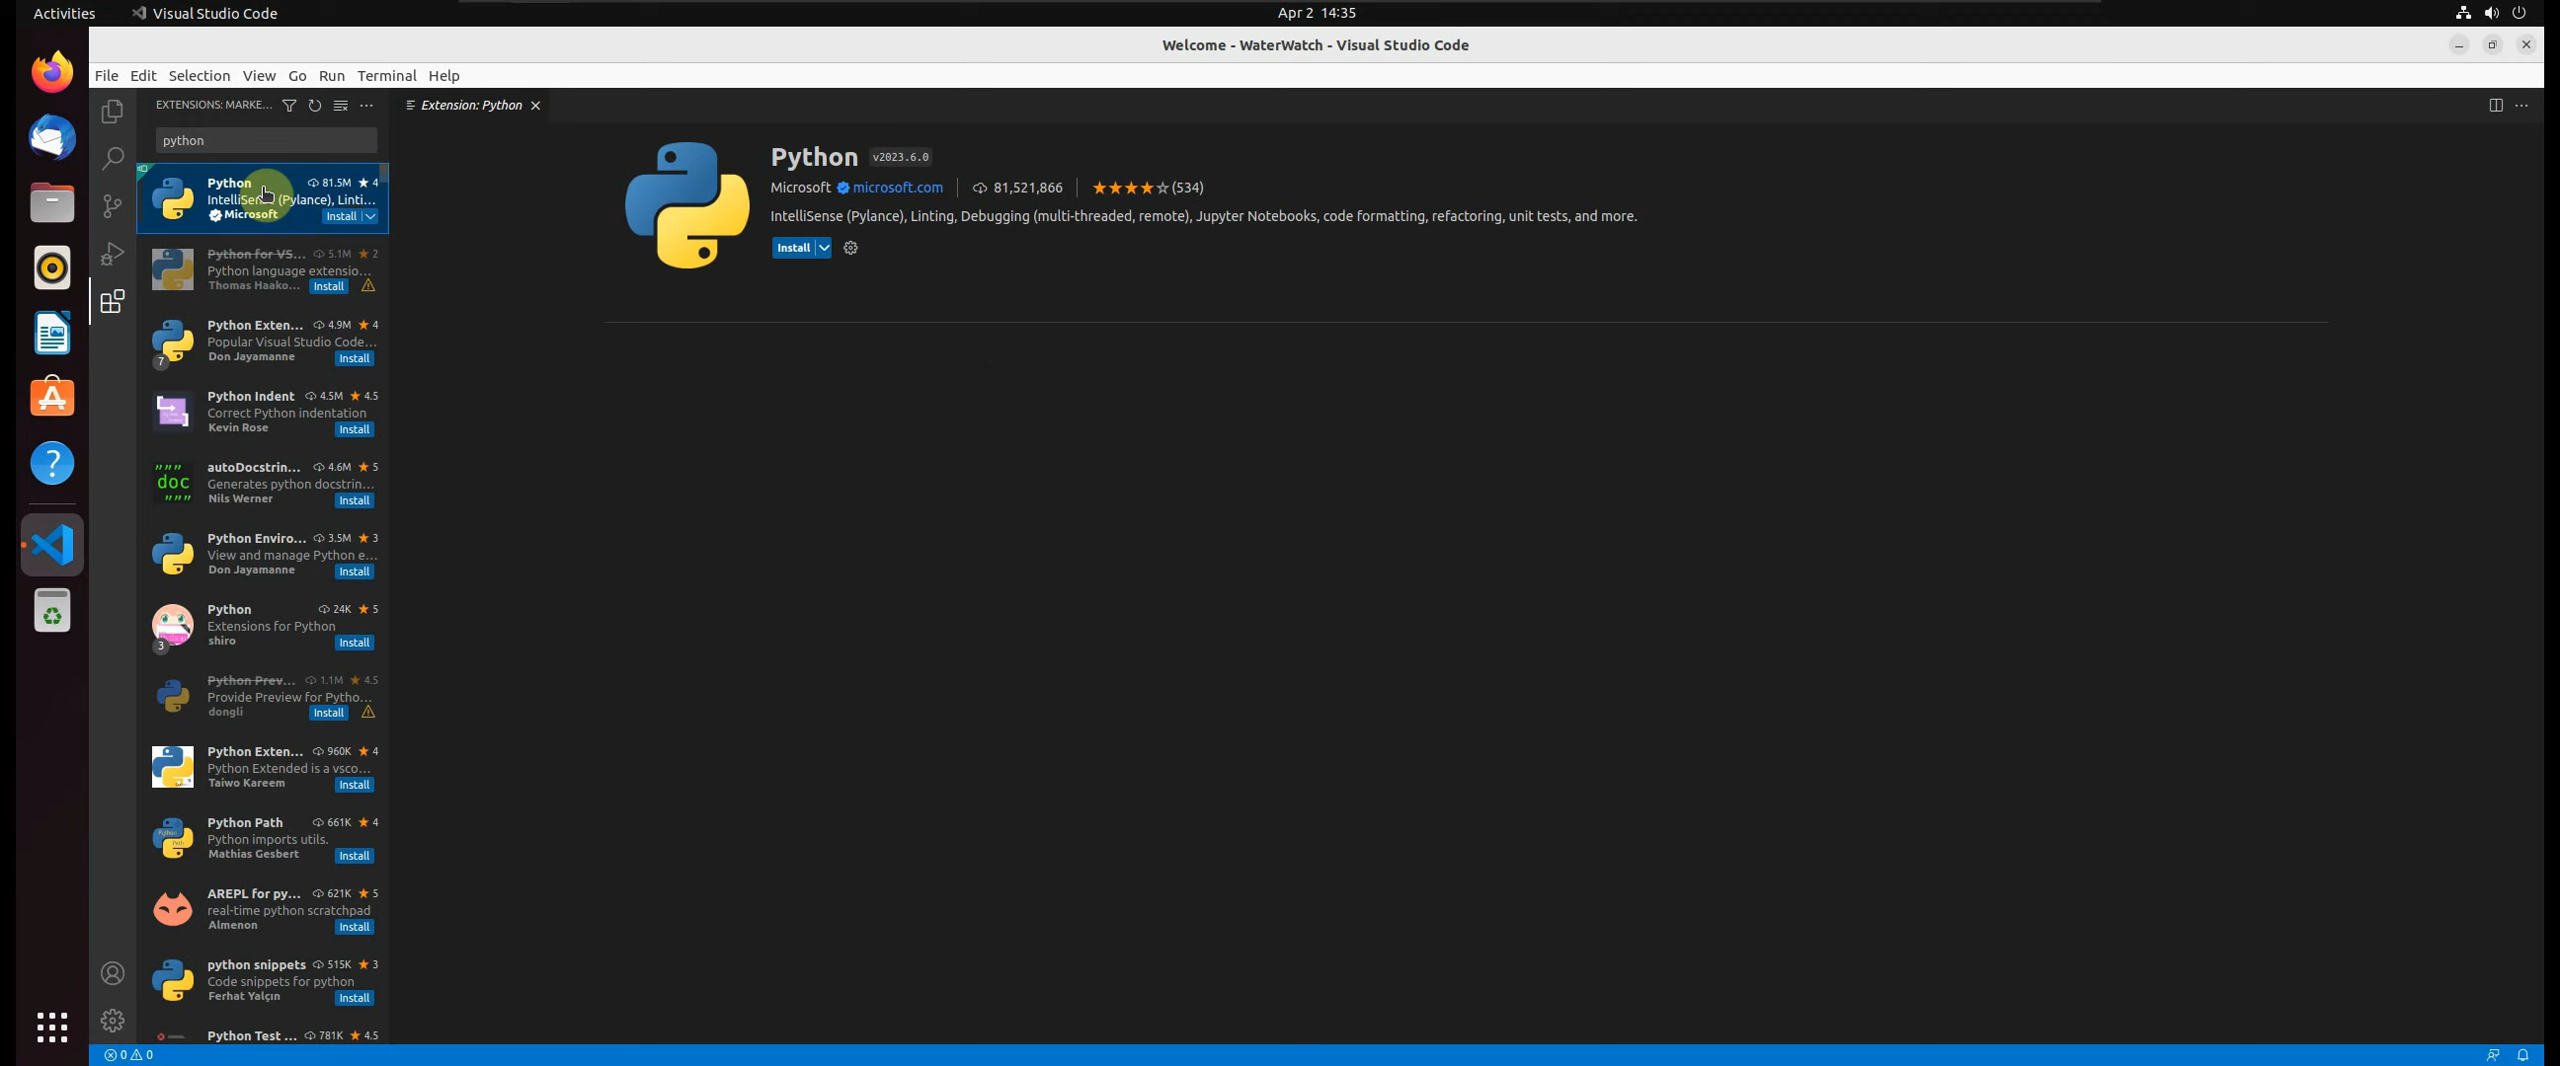 Activities
Visual Studio Code
Apr 2 14:35
Welcome - WaterWatch - Visual Studio Code
File Edit Selection View Go Run Terminal Help
EXTENSIONS: MARKE...
Extension: Python
python
Python 81.5M 4
IntelliSen (Pylance), Linti...
Microsoft Install
Python for VS... 5.1M 2
Python language extensio...
Thomas Haako... Install
Python Exten... 4.9M 4
Popular Visual Studio Code...
Don Jayamanne Install
7
Python Indent 4.5M 4.5
Correct Python indentation
Kevin Rose Install
autoDocstrin... 4.6M 5
Generates python docstrin...
Nils Werner Install
""" doc """
Python Enviro... 3.5M 3
View and manage Python e...
Don Jayamanne Install
Python 24K 5
Extensions for Python
shiro Install
3
Python Prev... 1.1M 4.5
Provide Preview for Pytho...
dongli Install
Python Exten... 960K 4
Python Extended is a vsco...
Taiwo Kareem Install
Python Path 661K 4
Python imports utils.
Mathias Gesbert Install
AREPL for py... 621K 5
real-time python scratchpad
Almenon Install
python snippets 515K 3
Code snippets for python
Ferhat Yalçın Install
Python Test ... 781K 4.5
Python v2023.6.0
Microsoft microsoft.com 81,521,866 (534)
IntelliSense (Pylance), Linting, Debugging (multi-threaded, remote), Jupyter Notebooks, code formatting, refactoring, unit tests, and more.
Install
0 0